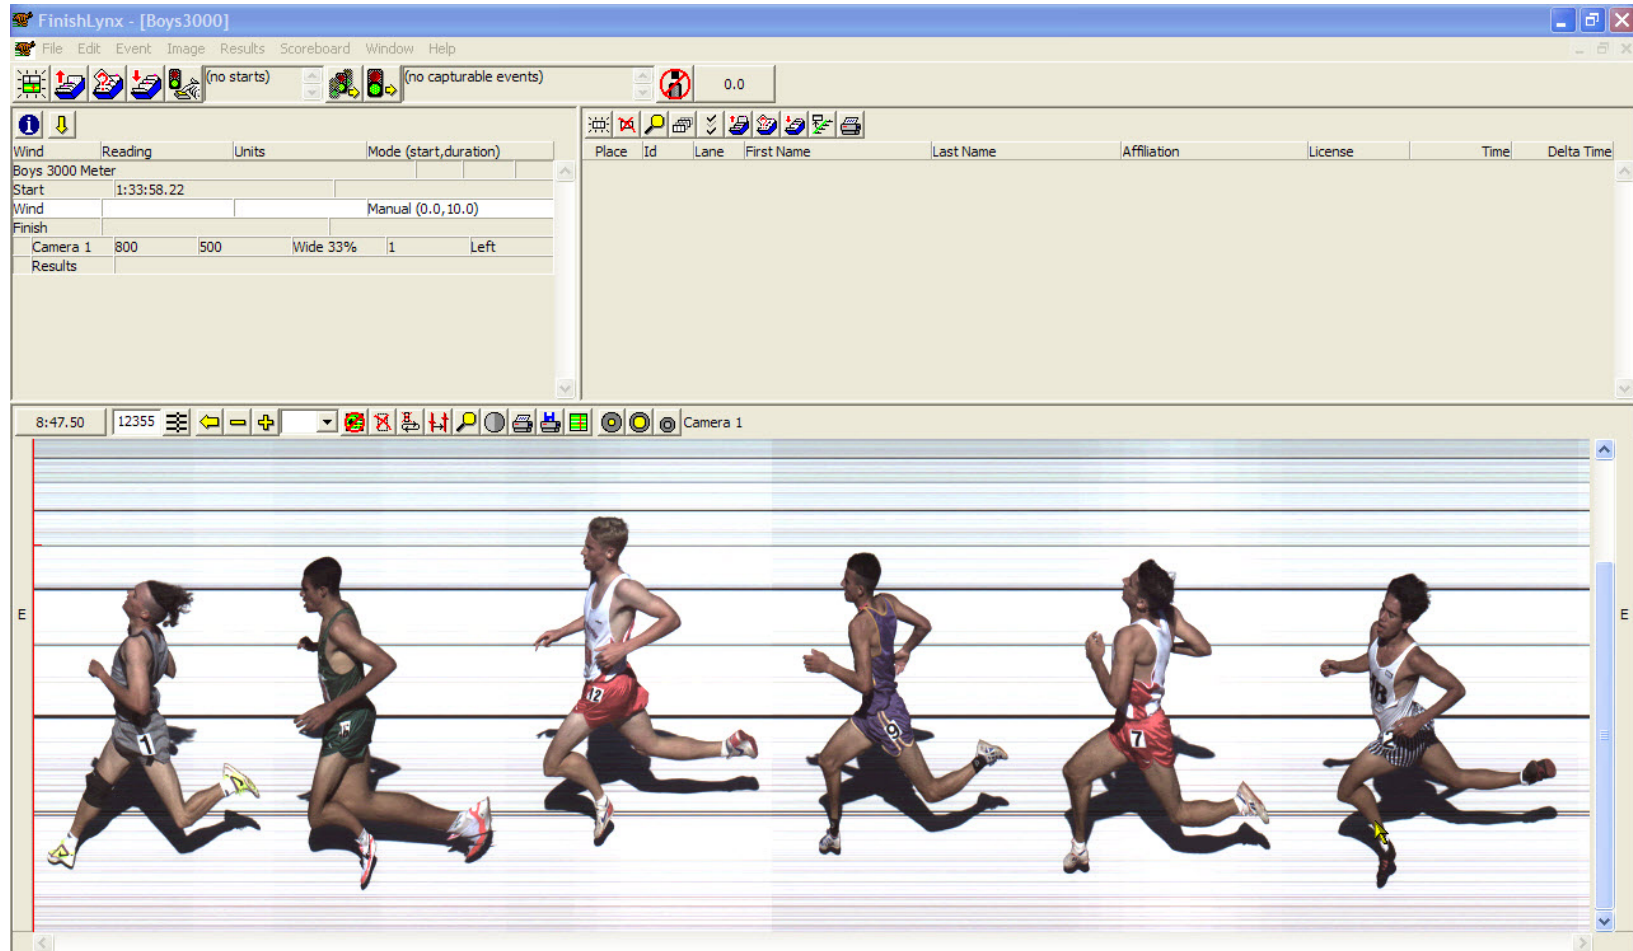 FinishLynx - [Boys3000]
File Edit Event Image Results Scoreboard Window Help
(no starts) (no capturable events) 0.0
Wind Reading Units Mode (start,duration)
Boys 3000 Meter
Start 1:33:58.22
Wind Manual (0.0,10.0)
Finish
Camera 1 800 500 Wide 33% 1 Left
Results
Place Id Lane First Name Last Name Affiliation License Time Delta Time
8:47.50 12355 Camera 1
E E
1 12 9 7 2